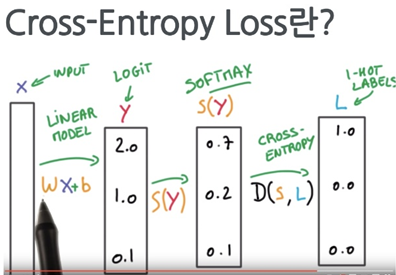 Cross-Entropy Loss란?
X
INPUT
LOGIT
Y
SOFTMAX
S(Y)
1-HOT
LABELS
L
LINEAR
MODEL
WX+b
2.0
1.0
0.1
S(Y)
0.7
0.2
0.1
CROSS-
ENTROPY
D(S,L)
1.0
0.0
0.0